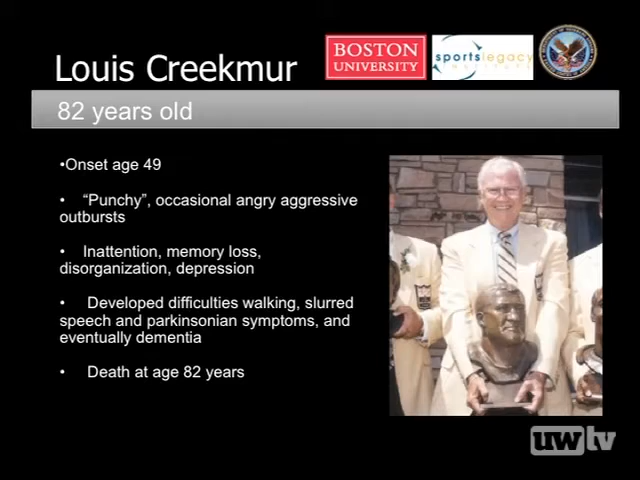 Louis Creekmur
BOSTON
UNIVERSITY
sportslegacy
INSTITUTE
82 years old
•Onset age 49
• "Punchy", occasional angry aggressive
outbursts
• Inattention, memory loss,
disorganization, depression
• Developed difficulties walking, slurred
speech and parkinsonian symptoms, and
eventually dementia
• Death at age 82 years
uwtv